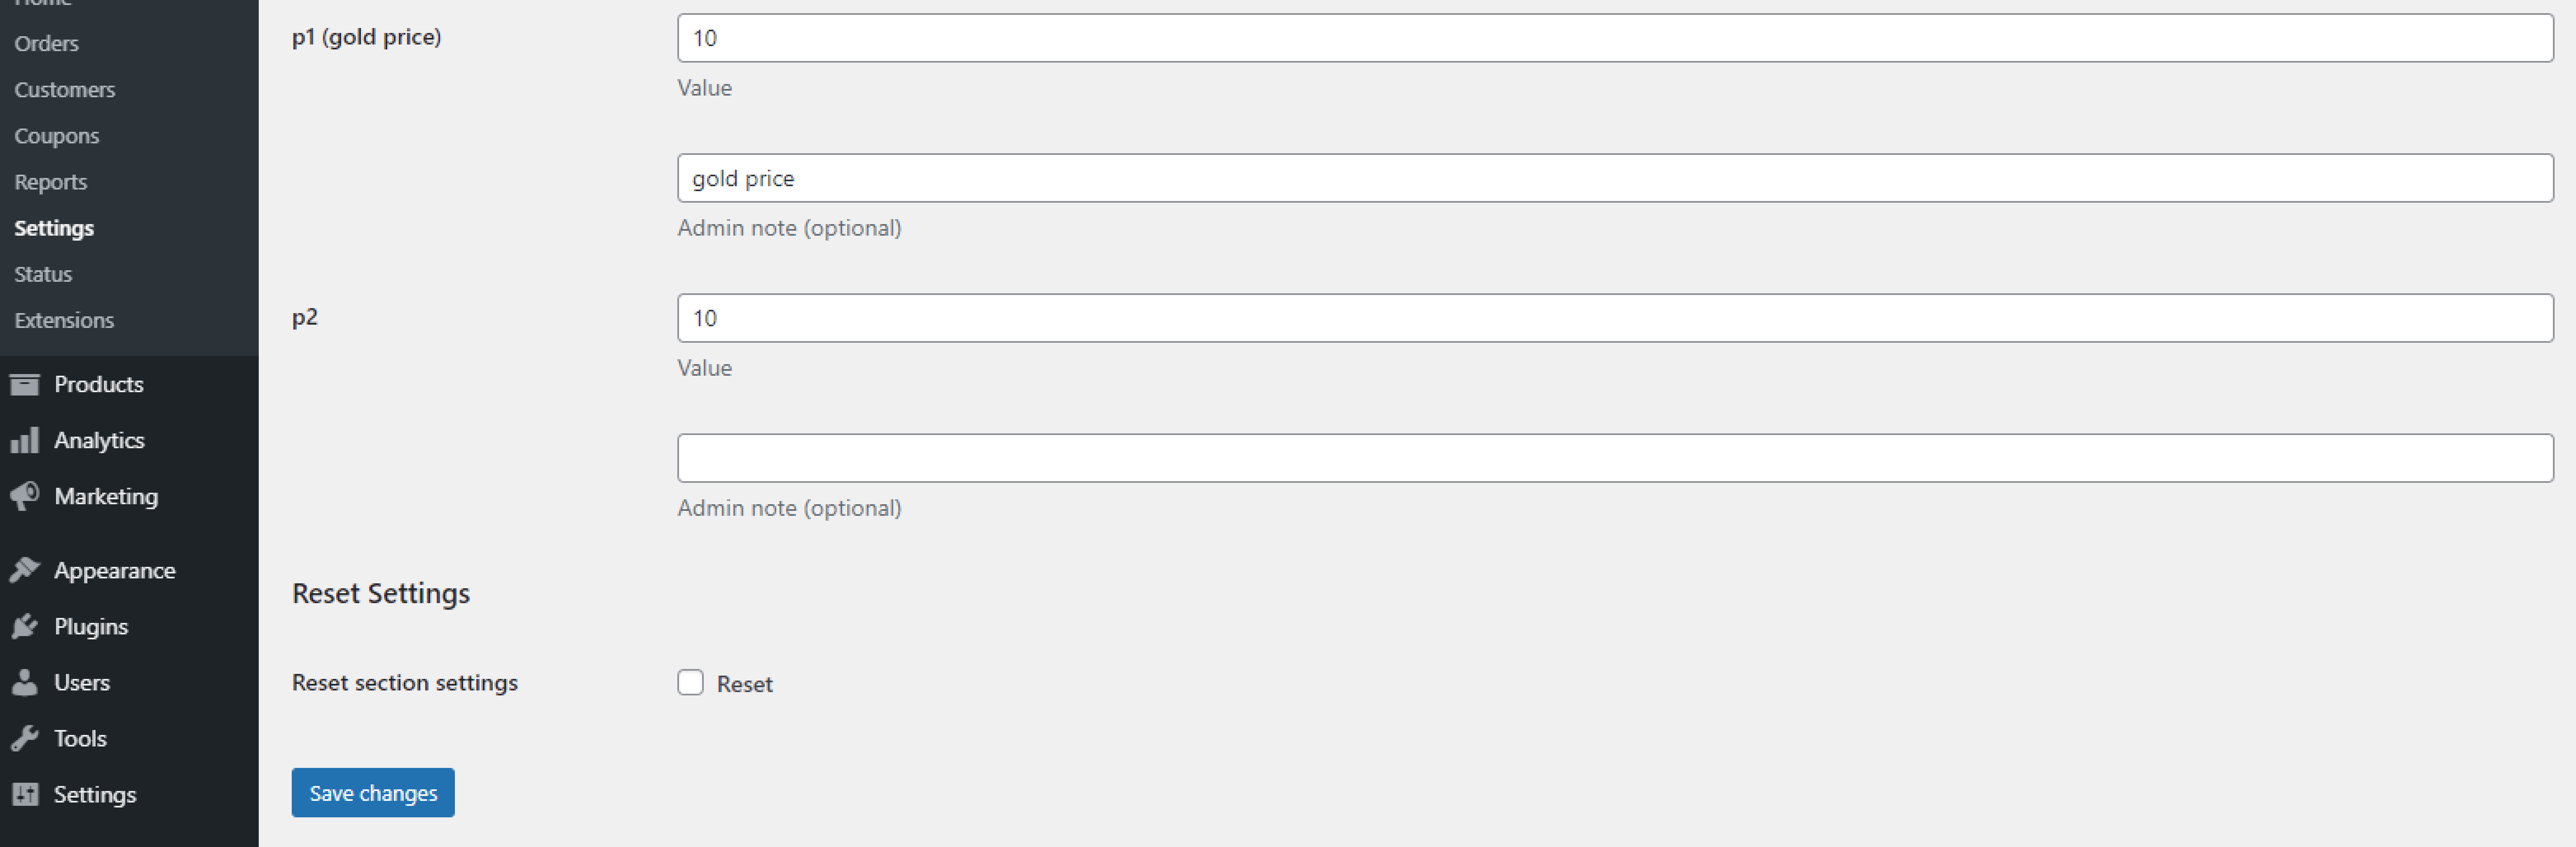 Home
Orders
Customers
Coupons
Reports
Settings
Status
Extensions
Products
Analytics
Marketing
Appearance
Plugins
Users
Tools
Settings
p1 (gold price)
10
Value
gold price
Admin note (optional)
p2
10
Value
Admin note (optional)
Reset Settings
Reset section settings
Reset
Save changes